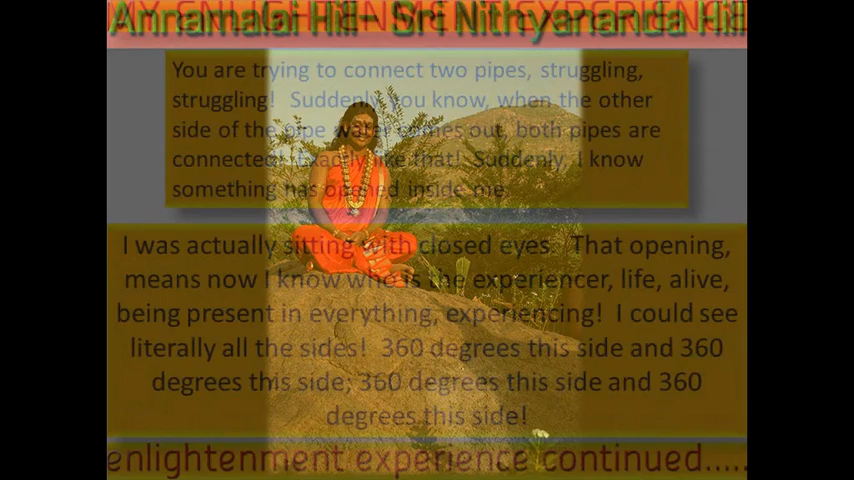 MY ENLIGHTENMENT EXPERIENCE
Annamalai Hill– Sri Nithyananda Hill
You are trying to connect two pipes, struggling,
struggling! Suddenly you know, when the other
side of the pipe water comes out, both pipes are
connected! Exactly like that! Suddenly, I know
something has opened inside me.
I was actually sitting with closed eyes. That opening,
means now I know who is the experiencer, life, alive,
being present in everything, experiencing! I could see
literally all the sides! 360 degrees this side and 360
degrees this side; 360 degrees this side and 360
degrees this side!
enlightenment experience continued.....